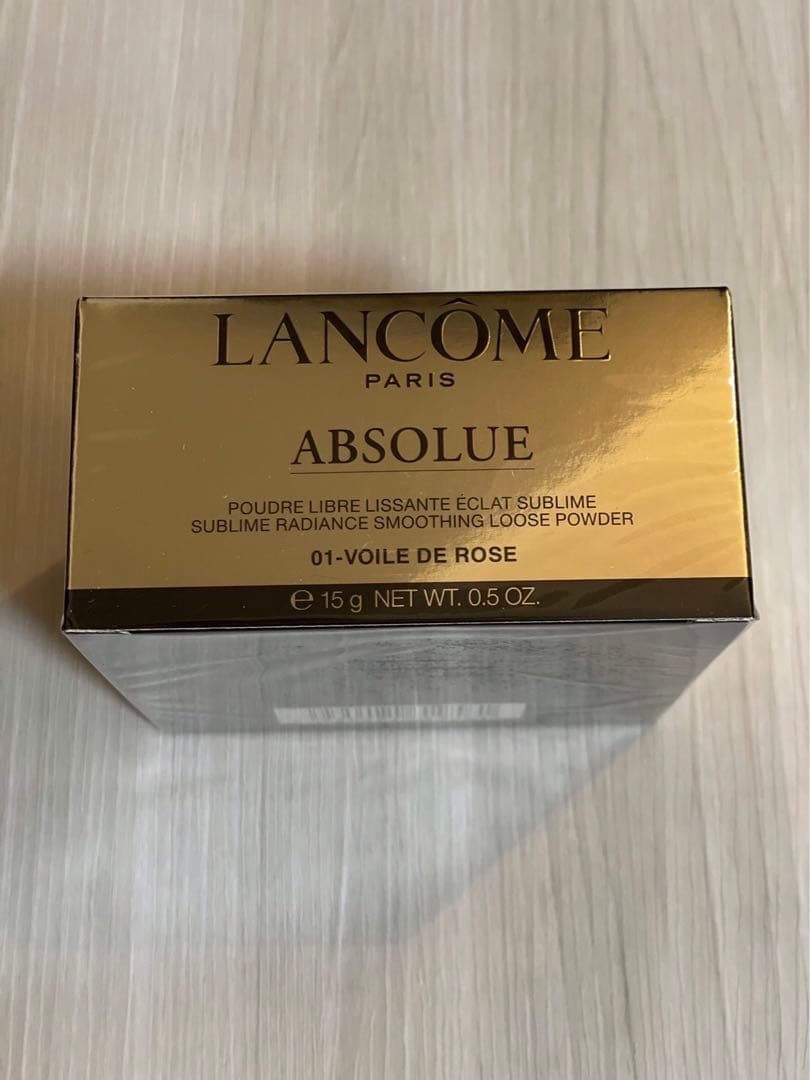 LANCÔME
PARIS
ABSOLUE
POUDRE LIBRE LISSANTE ÉCLAT SUBLIME
SUBLIME RADIANCE SMOOTHING LOOSE POWDER
01-VOILE DE ROSE
℮ 15 g NET WT. 0.5 OZ.